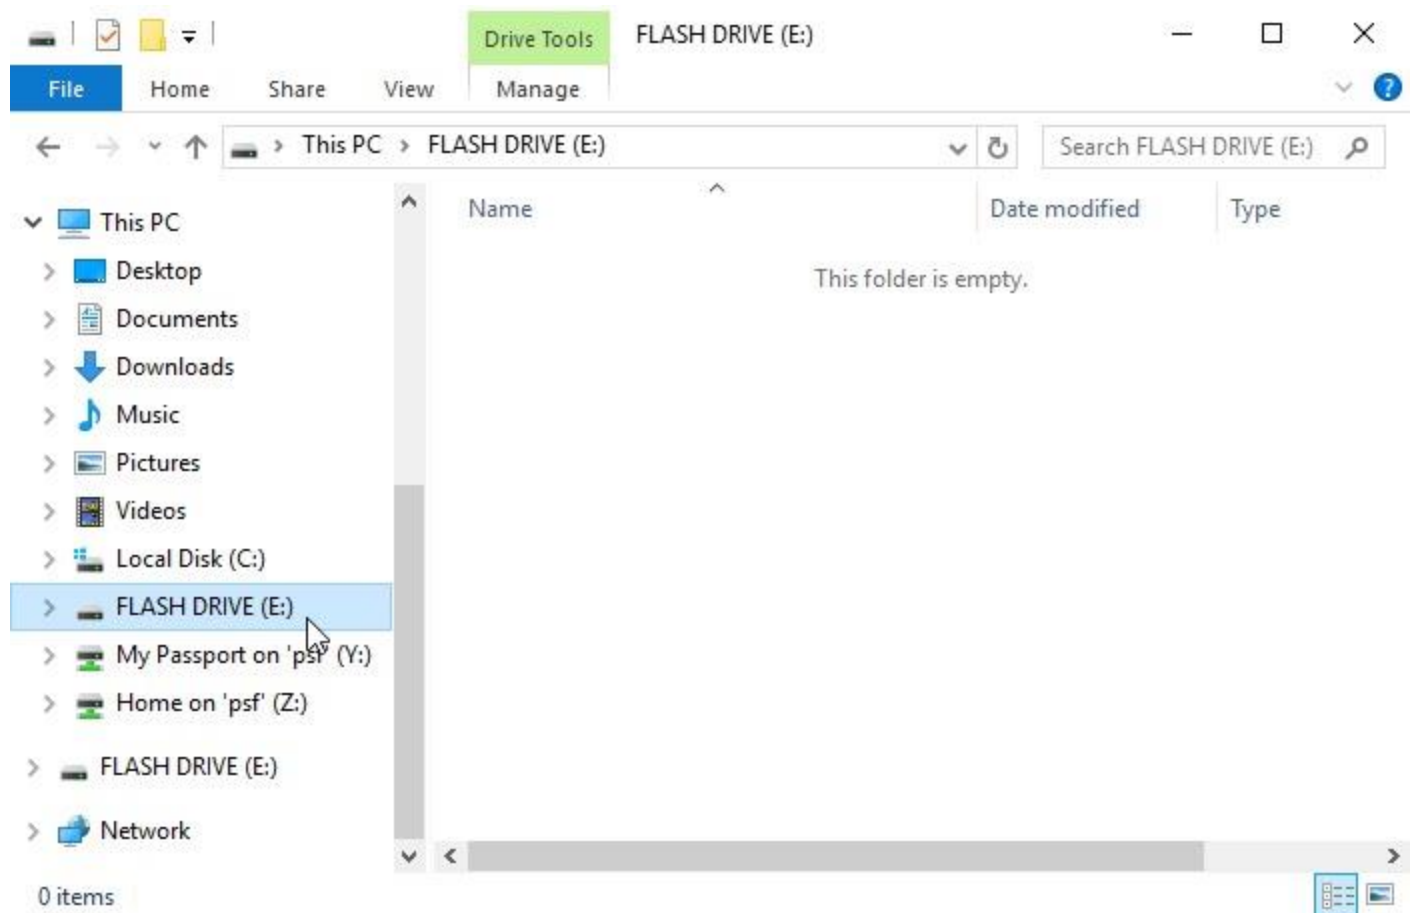 Drive Tools FLASH DRIVE (E:)
File Home Share View Manage
This PC > FLASH DRIVE (E:) Search FLASH DRIVE (E:)
Name Date modified Type
This folder is empty.
This PC
Desktop
Documents
Downloads
Music
Pictures
Videos
Local Disk (C:)
FLASH DRIVE (E:)
My Passport on 'psf' (Y:)
Home on 'psf' (Z:)
FLASH DRIVE (E:)
Network
0 items